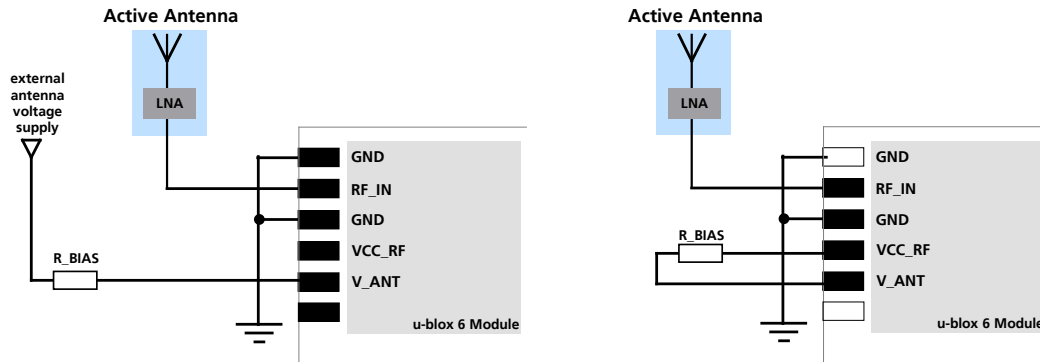 Active Antenna
external
antenna
voltage
supply
LNA
GND
RF_IN
GND
VCC_RF
R_BIAS
V_ANT
u-blox 6 Module
Active Antenna
LNA
GND
RF_IN
GND
R_BIAS
VCC_RF
V_ANT
u-blox 6 Module